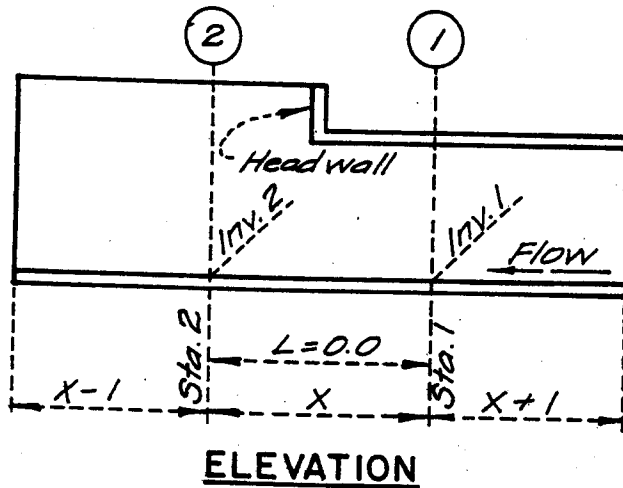 2
1
Headwall
Inv. 2
Inv. 1
Flow
Sta. 2
L=0.0
Sta. 1
X-1
X
X+1
ELEVATION